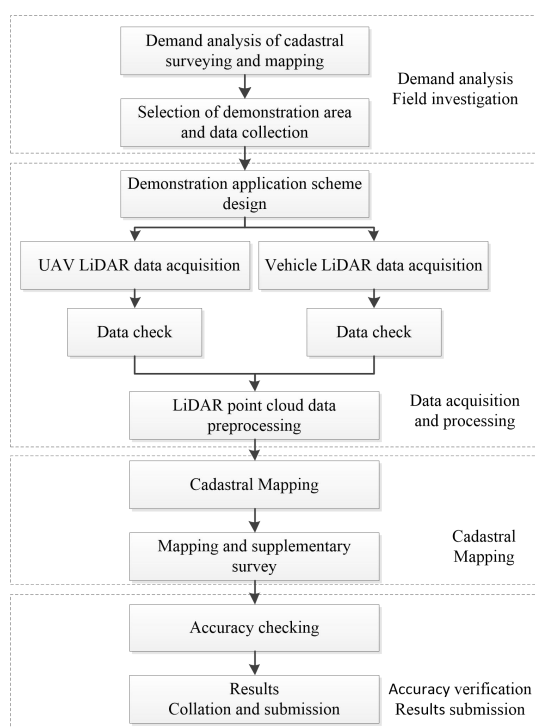 Demand analysis of cadastral
surveying and mapping
Selection of demonstration area
and data collection
Demand analysis
Field investigation
Demonstration application scheme
design
UAV LiDAR data acquisition
Vehicle LiDAR data acquisition
Data check
Data check
LiDAR point cloud data
preprocessing
Data acquisition
and processing
Cadastral Mapping
Mapping and supplementary
survey
Cadastral
Mapping
Accuracy checking
Results
Collation and submission
Accuracy verification
Results submission